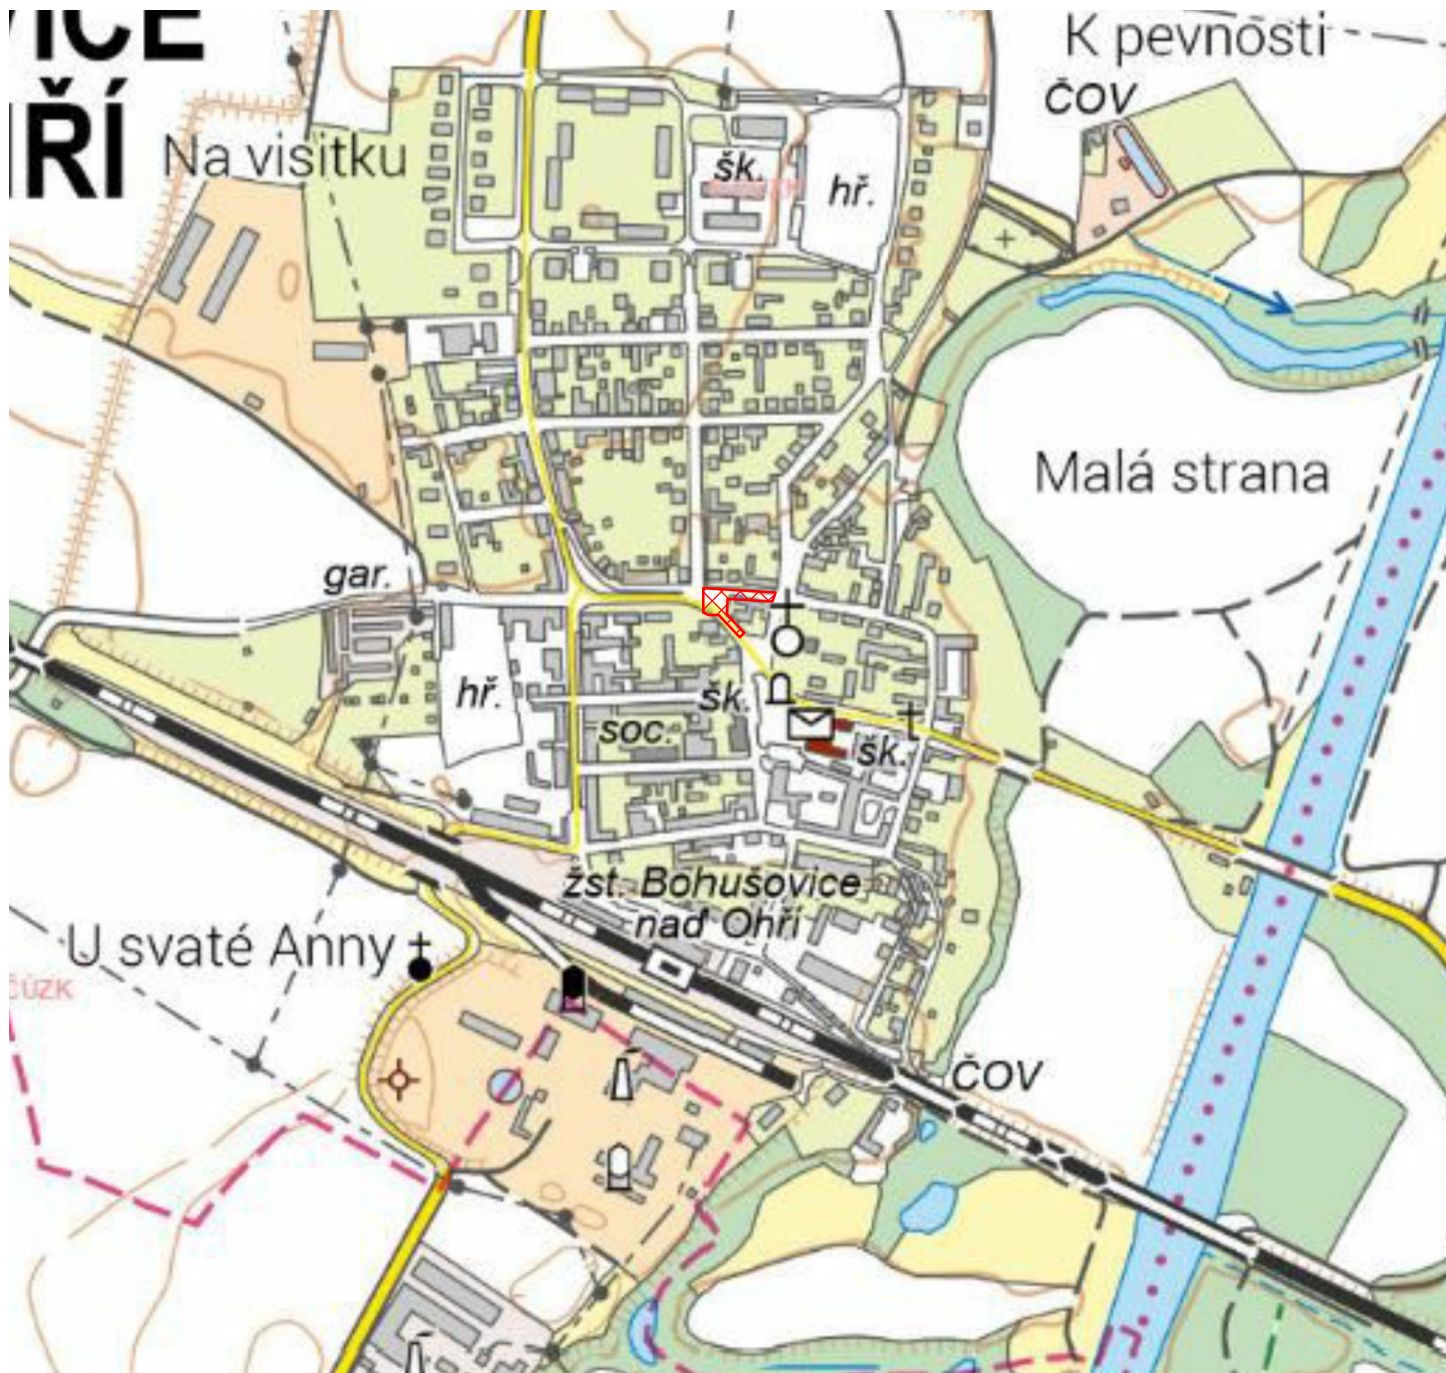 K pevnosti
ČOV
ŘÍ
Na visitku
šk.
hř.
Malá strana
gar.
hř.
šk.
soc.
šk.
žst. Bohušovice
nad Ohří
U svaté Anny
ČÚZK
ČOV